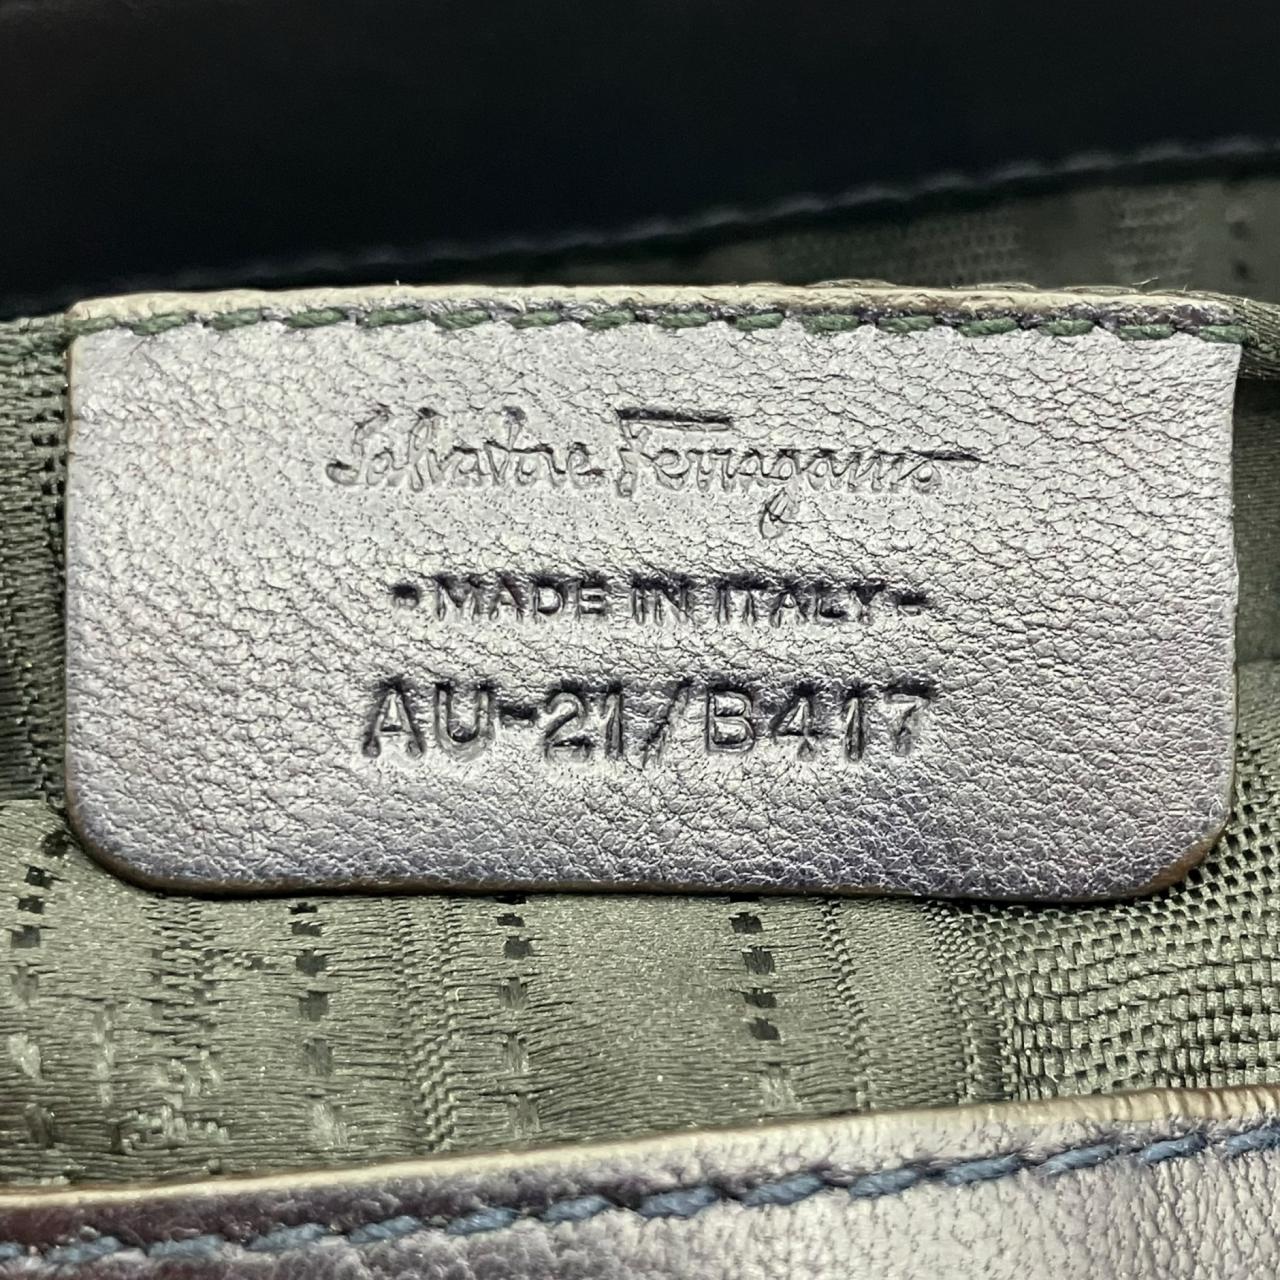 Salvatore Ferragamo
-MADE IN ITALY-
AU-21/B417